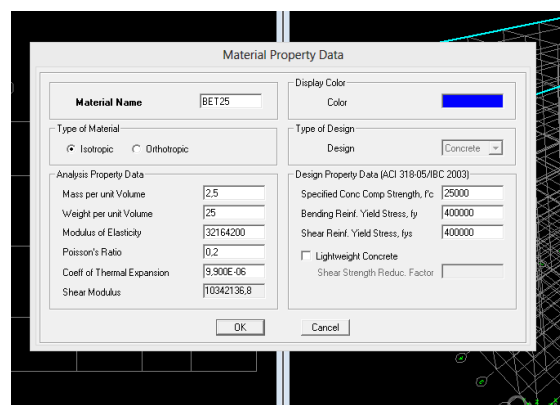 Material Property Data
Material Name BET25
Display Color
Color
Type of Material
Isotropic Orthotropic
Type of Design
Design Concrete
Analysis Property Data
Mass per unit Volume 2,5
Weight per unit Volume 25
Modulus of Elasticity 32164200
Poisson's Ratio 0,2
Coeff of Thermal Expansion 9,900E-06
Shear Modulus 10342136,8
Design Property Data (ACI 318-05/IBC 2003)
Specified Conc Comp Strength, f'c 25000
Bending Reinf. Yield Stress, fy 400000
Shear Reinf. Yield Stress, fys 400000
Lightweight Concrete
Shear Strength Reduc. Factor
OK Cancel